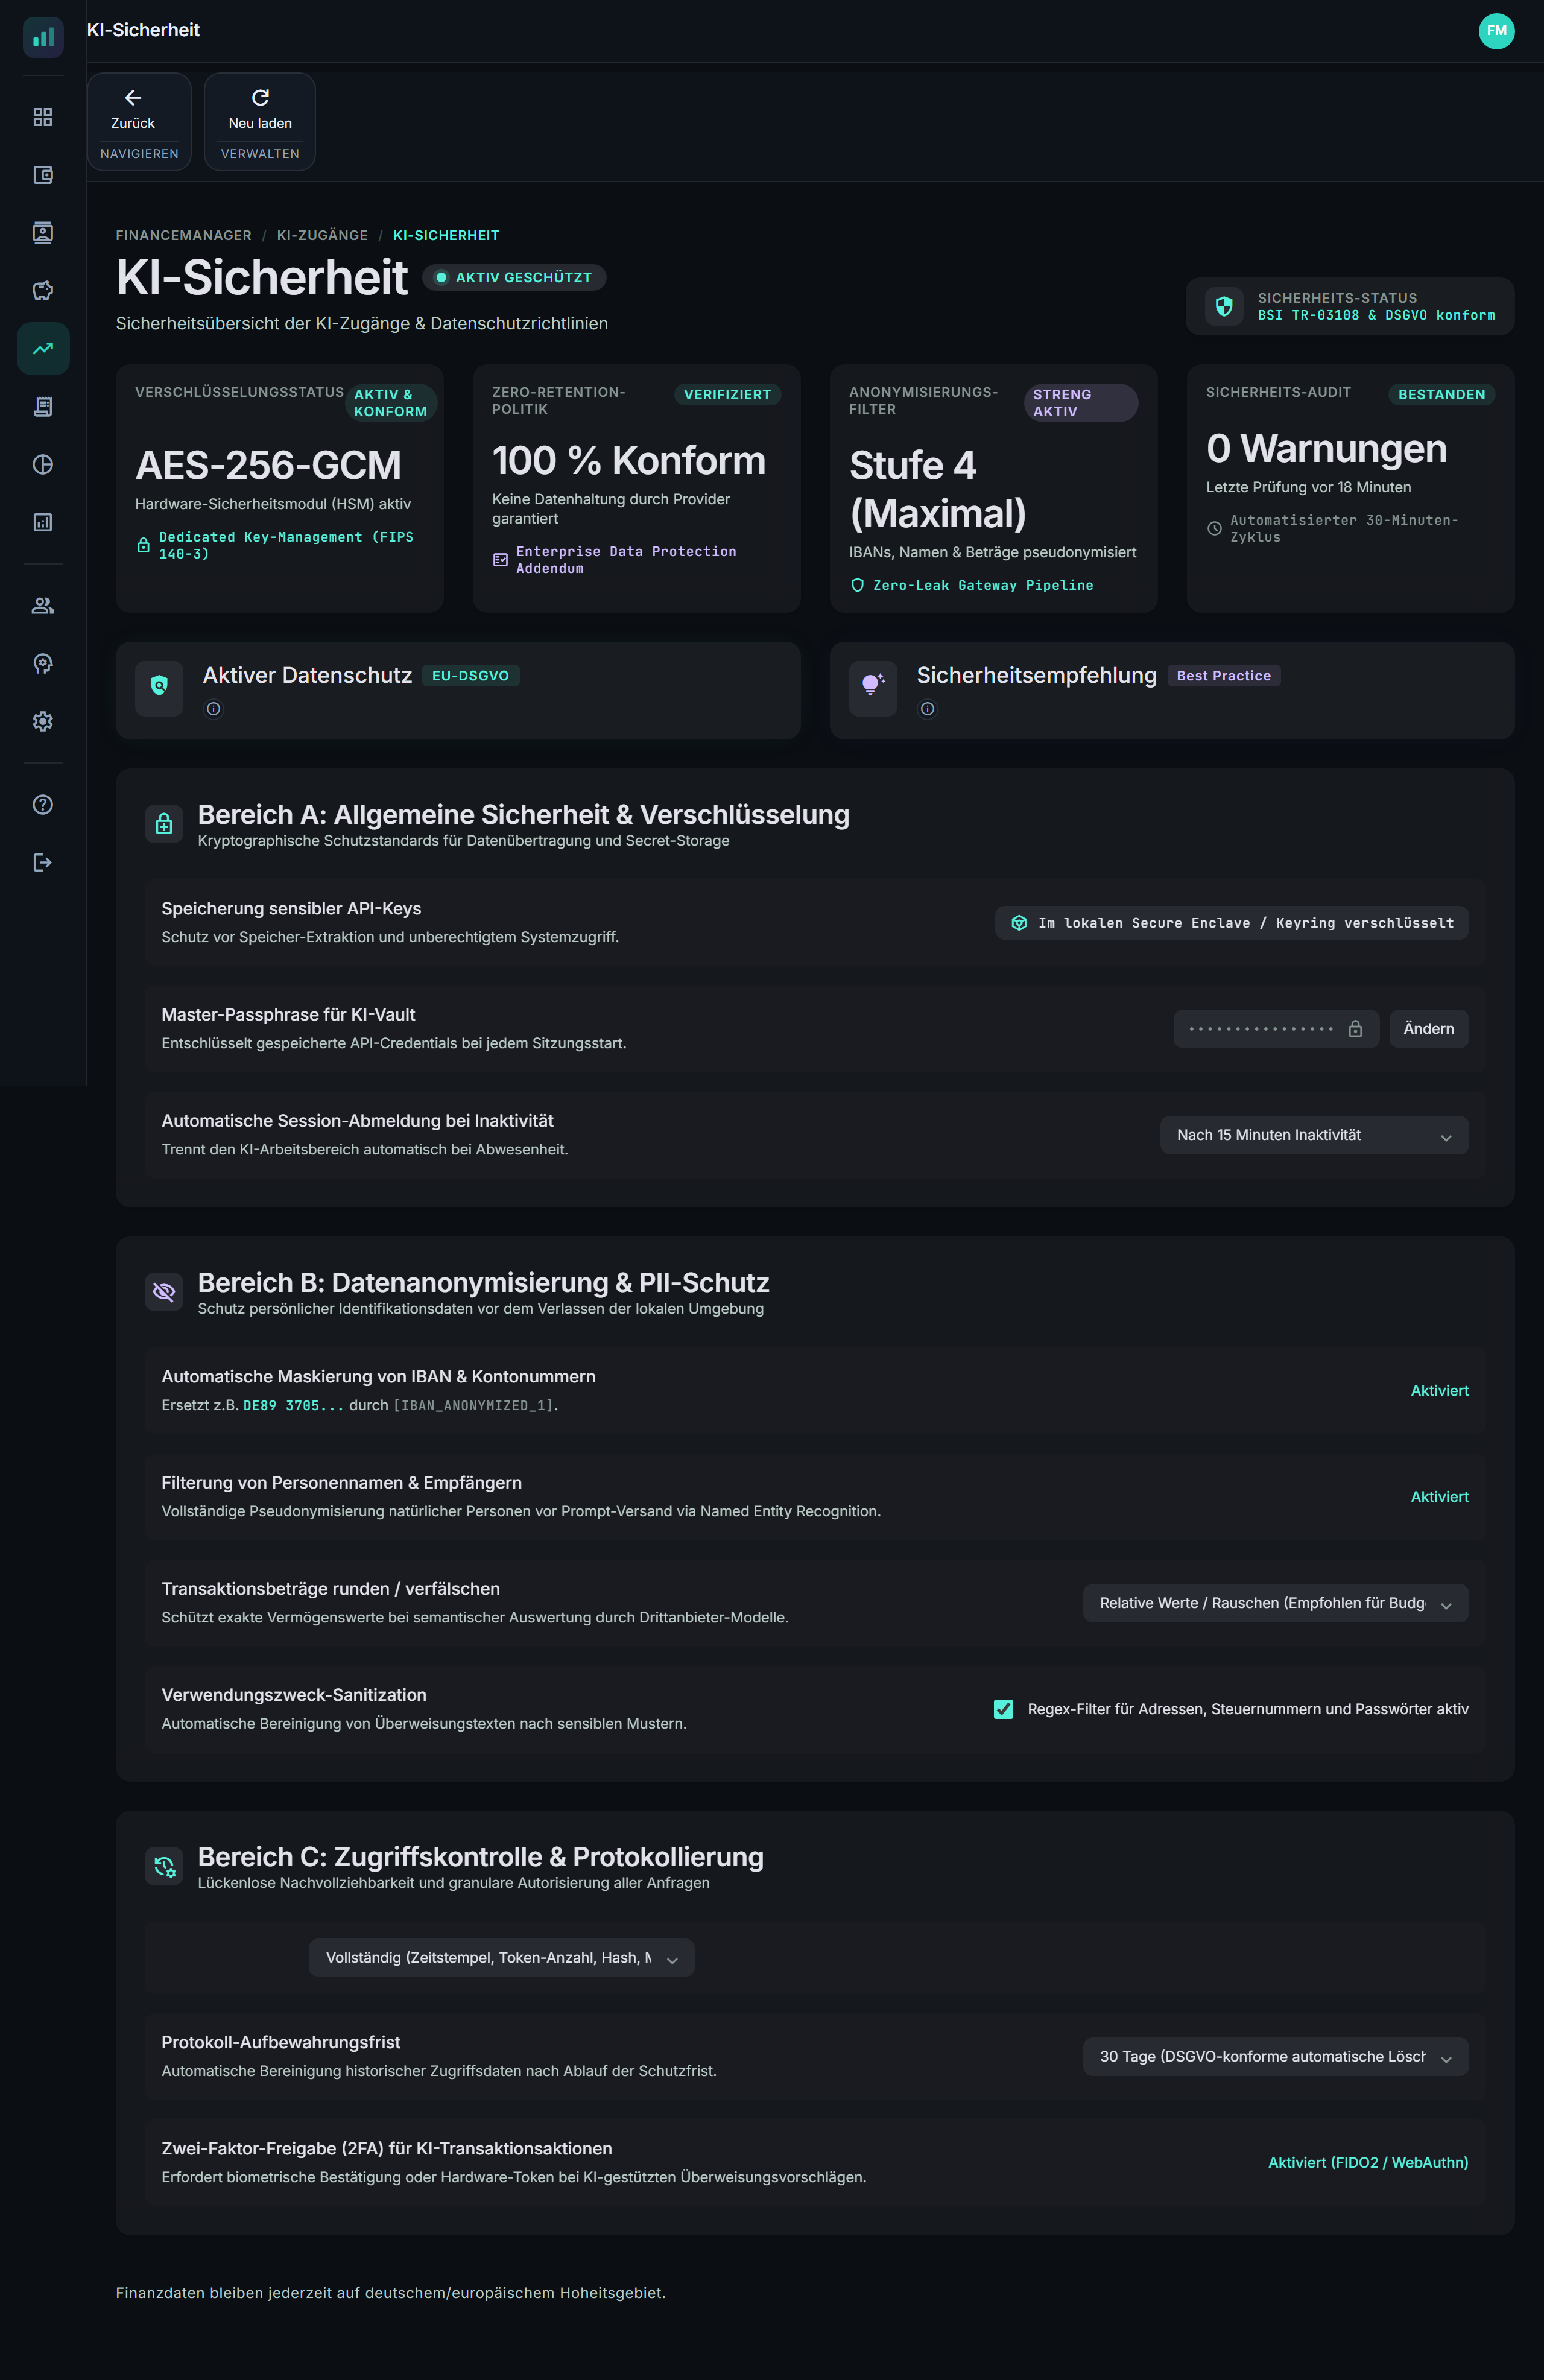 KI-Sicherheit
FM
Zurück
NAVIGIEREN
Neu laden
VERWALTEN
FINANCEMANAGER / KI-ZUGÄNGE / KI-SICHERHEIT
KI-Sicherheit
AKTIV GESCHÜTZT
Sicherheitsübersicht der KI-Zugänge & Datenschutzrichtlinien
SICHERHEITS-STATUS
BSI TR-03108 & DSGVO konform
VERSCHLÜSSELUNGSSTATUS
AKTIV &
KONFORM
AES-256-GCM
Hardware-Sicherheitsmodul (HSM) aktiv
Dedicated Key-Management (FIPS
140-3)
ZERO-RETENTION-
POLITIK
VERIFIZIERT
100 % Konform
Keine Datenhaltung durch Provider
garantiert
Enterprise Data Protection
Addendum
ANONYMISIERUNGS-
FILTER
STRENG
AKTIV
Stufe 4
(Maximal)
IBANs, Namen & Beträge pseudonymisiert
Zero-Leak Gateway Pipeline
SICHERHEITS-AUDIT
BESTANDEN
0 Warnungen
Letzte Prüfung vor 18 Minuten
Automatisierter 30-Minuten-
Zyklus
Aktiver Datenschutz
EU-DSGVO
Sicherheitsempfehlung
Best Practice
Bereich A: Allgemeine Sicherheit & Verschlüsselung
Kryptographische Schutzstandards für Datenübertragung und Secret-Storage
Speicherung sensibler API-Keys
Schutz vor Speicher-Extraktion und unberechtigtem Systemzugriff.
Im lokalen Secure Enclave / Keyring verschlüsselt
Master-Passphrase für KI-Vault
Entschlüsselt gespeicherte API-Credentials bei jedem Sitzungsstart.
••••••••••••••••
Ändern
Automatische Session-Abmeldung bei Inaktivität
Trennt den KI-Arbeitsbereich automatisch bei Abwesenheit.
Nach 15 Minuten Inaktivität
Bereich B: Datenanonymisierung & PII-Schutz
Schutz persönlicher Identifikationsdaten vor dem Verlassen der lokalen Umgebung
Automatische Maskierung von IBAN & Kontonummern
Ersetzt z.B. DE89 3705... durch [IBAN_ANONYMIZED_1].
Aktiviert
Filterung von Personennamen & Empfängern
Vollständige Pseudonymisierung natürlicher Personen vor Prompt-Versand via Named Entity Recognition.
Aktiviert
Transaktionsbeträge runden / verfälschen
Schützt exakte Vermögenswerte bei semantischer Auswertung durch Drittanbieter-Modelle.
Relative Werte / Rauschen (Empfohlen für Budg
Verwendungszweck-Sanitization
Automatische Bereinigung von Überweisungstexten nach sensiblen Mustern.
Regex-Filter für Adressen, Steuernummern und Passwörter aktiv
Bereich C: Zugriffskontrolle & Protokollierung
Lückenlose Nachvollziehbarkeit und granulare Autorisierung aller Anfragen
Vollständig (Zeitstempel, Token-Anzahl, Hash,
Protokoll-Aufbewahrungsfrist
Automatische Bereinigung historischer Zugriffsdaten nach Ablauf der Schutzfrist.
30 Tage (DSGVO-konforme automatische Lösch
Zwei-Faktor-Freigabe (2FA) für KI-Transaktionsaktionen
Erfordert biometrische Bestätigung oder Hardware-Token bei KI-gestützten Überweisungsvorschlägen.
Aktiviert (FIDO2 / WebAuthn)
Finanzdaten bleiben jederzeit auf deutschem/europäischem Hoheitsgebiet.